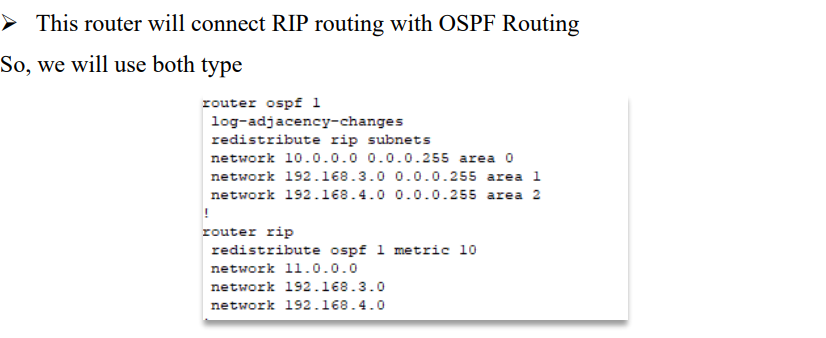 ➢ This router will connect RIP routing with OSPF Routing
So, we will use both type
router ospf 1
log-adjacency-changes
redistribute rip subnets
network 10.0.0.0 0.0.0.255 area 0
network 192.168.3.0 0.0.0.255 area 1
network 192.168.4.0 0.0.0.255 area 2
!
router rip
redistribute ospf 1 metric 10
network 11.0.0.0
network 192.168.3.0
network 192.168.4.0